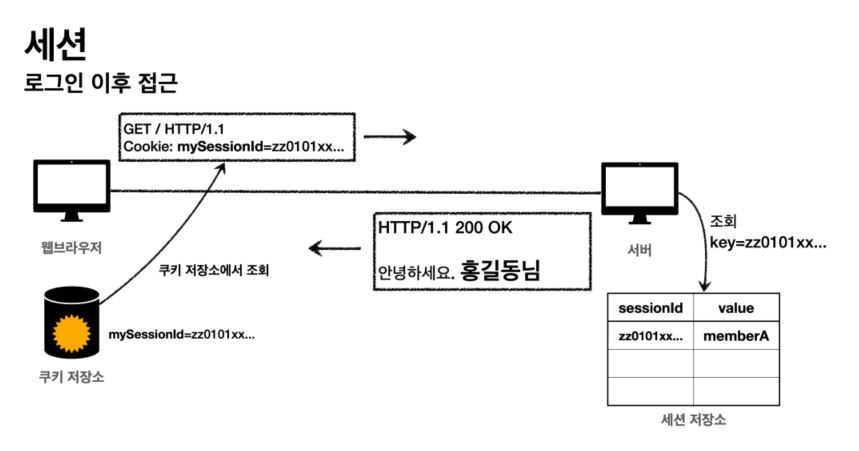 세션
로그인 이후 접근
GET / HTTP/1.1
Cookie: mySessionId=zz0101xx...
웹브라우저
쿠키 저장소에서 조회
HTTP/1.1 200 OK
안녕하세요. 홍길동님
서버
조회
key=zz0101xx...
mySessionId=zz0101xx...
쿠키 저장소
sessionId value
zz0101xx... memberA
세션 저장소